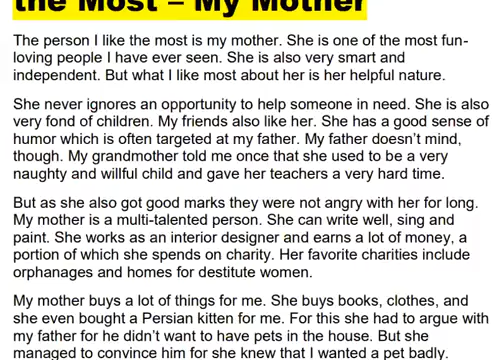 the Most – My Mother
The person I like the most is my mother. She is one of the most fun-
loving people I have ever seen. She is also very smart and
independent. But what I like most about her is her helpful nature.
She never ignores an opportunity to help someone in need. She is also
very fond of children. My friends also like her. She has a good sense of
humor which is often targeted at my father. My father doesn’t mind,
though. My grandmother told me once that she used to be a very
naughty and willful child and gave her teachers a very hard time.
But as she also got good marks they were not angry with her for long.
My mother is a multi-talented person. She can write well, sing and
paint. She works as an interior designer and earns a lot of money, a
portion of which she spends on charity. Her favorite charities include
orphanages and homes for destitute women.
My mother buys a lot of things for me. She buys books, clothes, and
she even bought a Persian kitten for me. For this she had to argue with
my father for he didn’t want to have pets in the house. But she
managed to convince him for she knew that I wanted a pet badly.